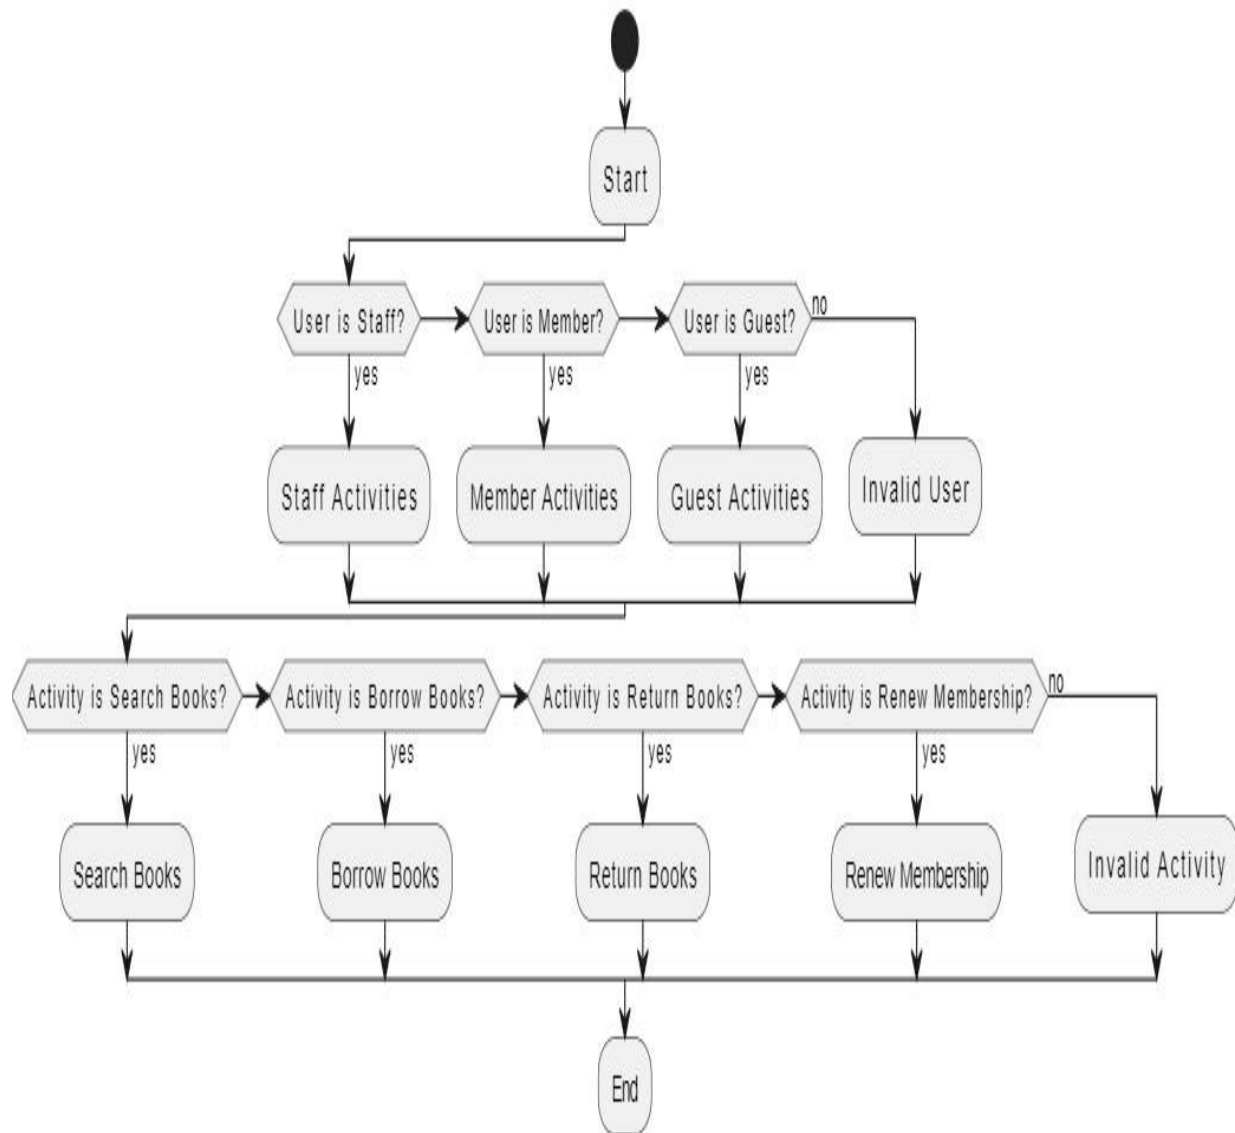 Start
User is Staff?
User is Member?
User is Guest?
no
yes
yes
yes
Staff Activities
Member Activities
Guest Activities
Invalid User
Activity is Search Books?
Activity is Borrow Books?
Activity is Return Books?
Activity is Renew Membership?
no
yes
yes
yes
yes
Search Books
Borrow Books
Return Books
Renew Membership
Invalid Activity
End